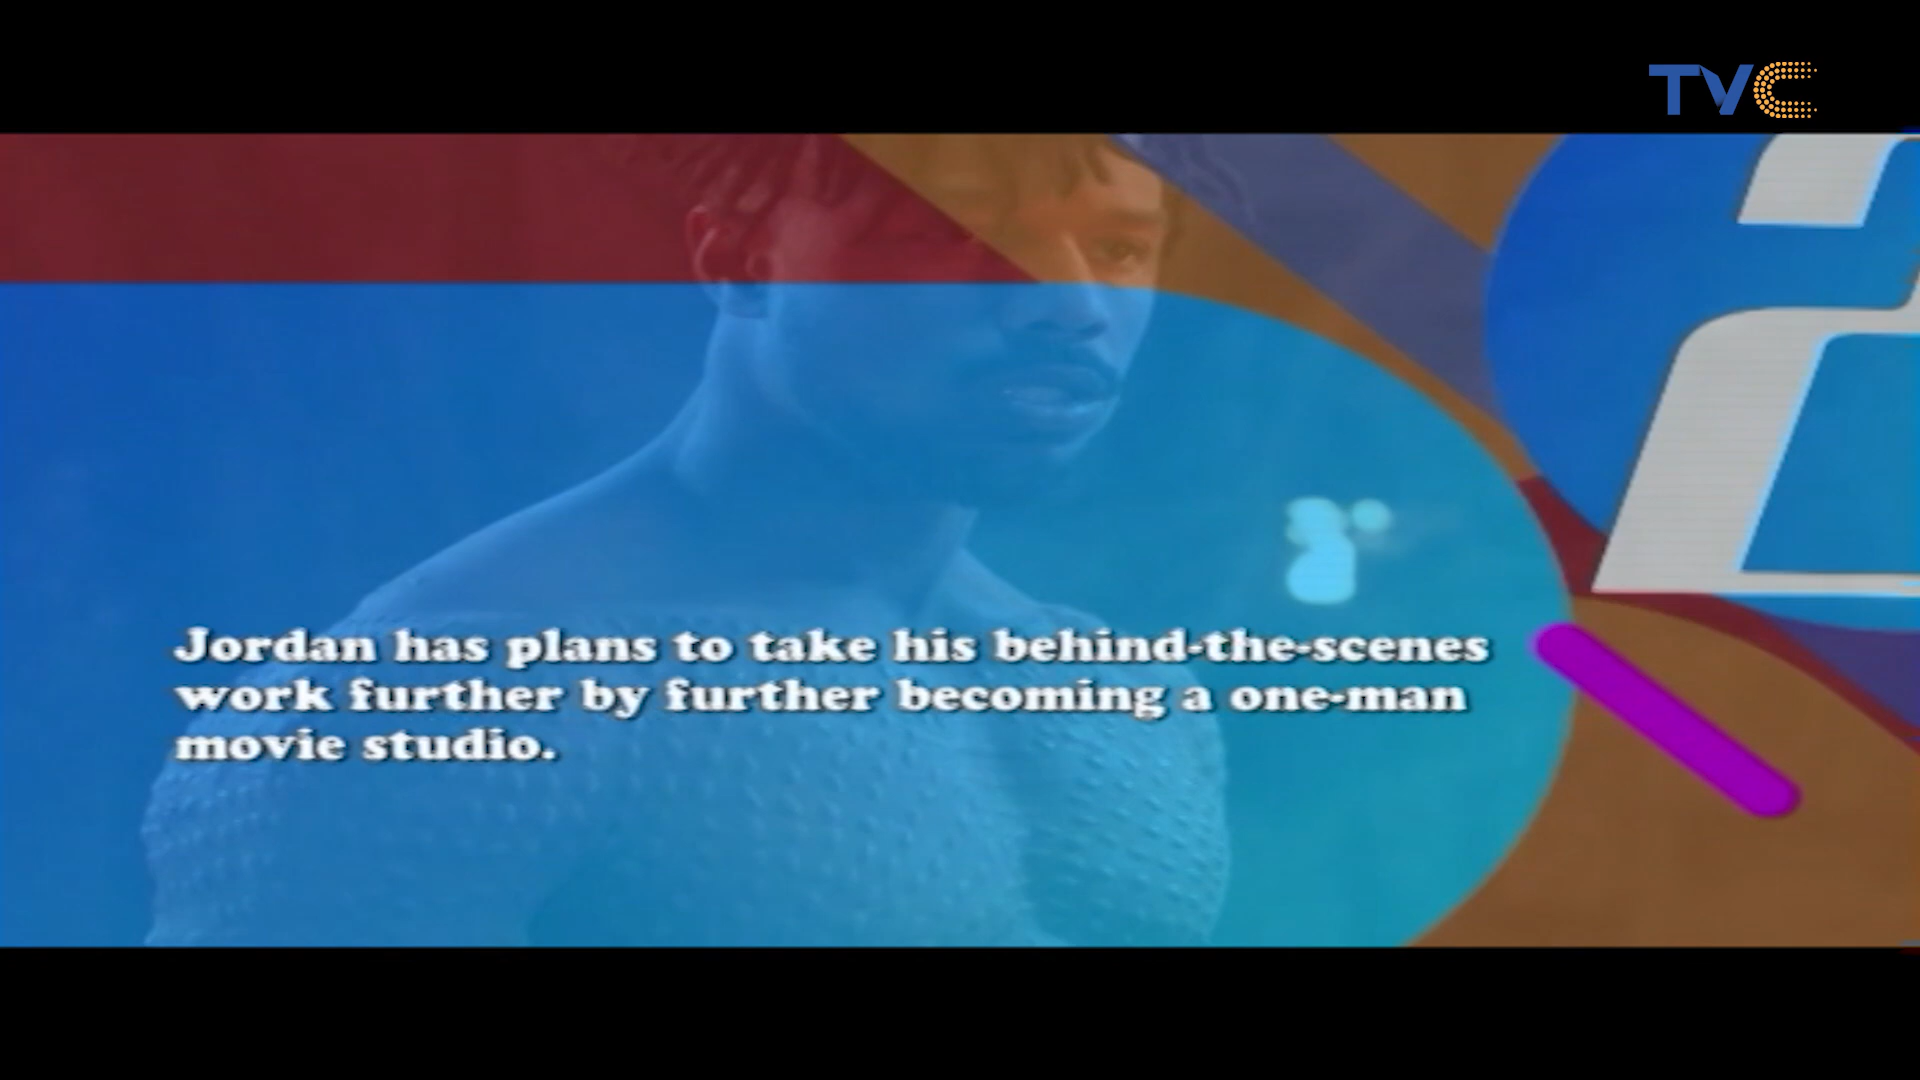 TVC
Jordan has plans to take his behind-the-scenes
work further by further becoming a one-man
movie studio.